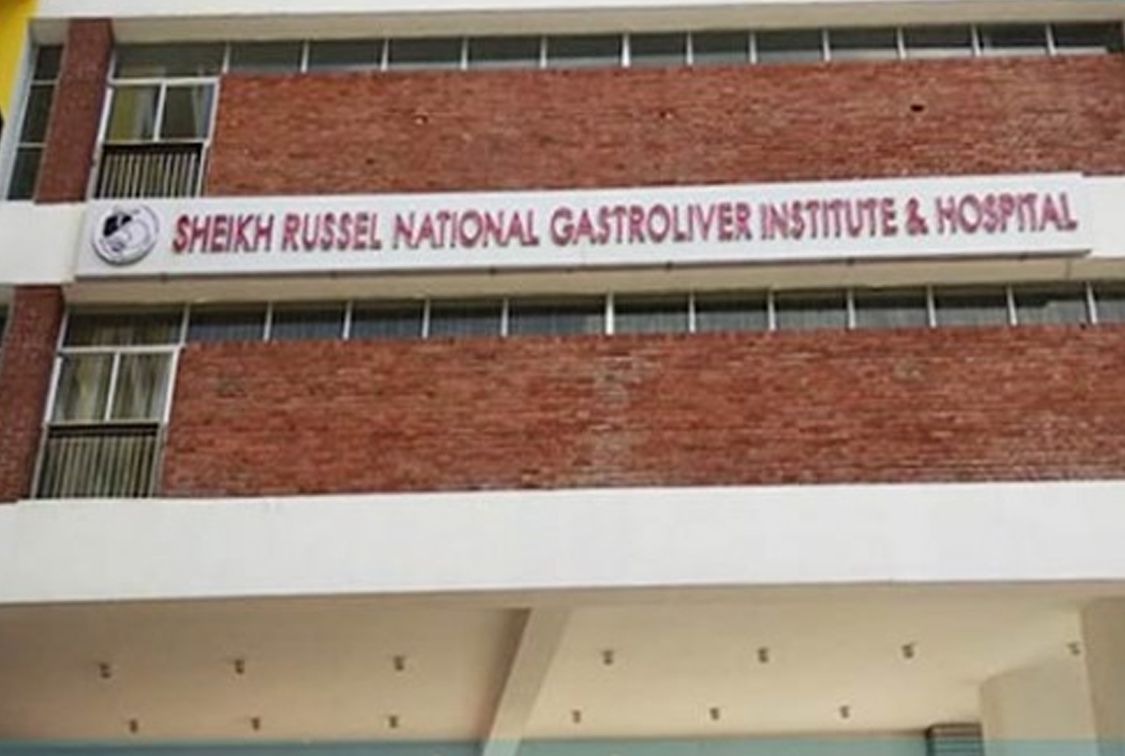 SHEIKH RUSSEL NATIONAL GASTROLIVER INSTITUTE & HOSPITAL